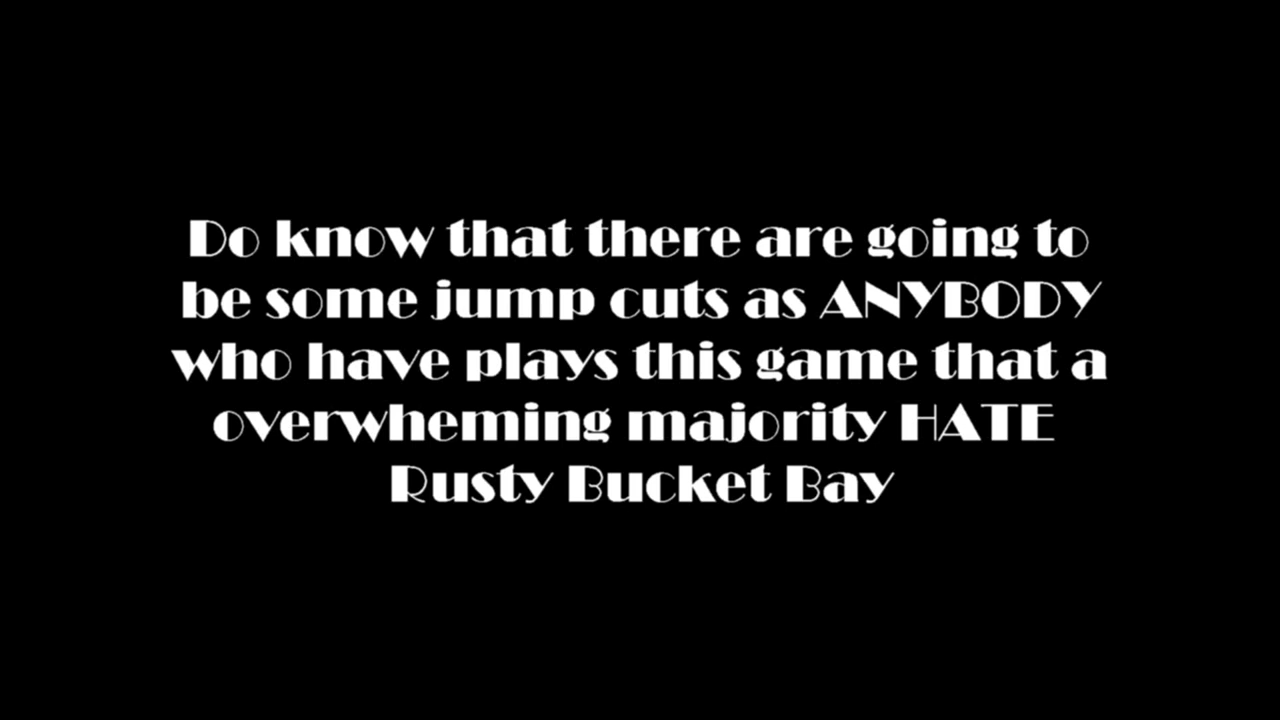 Do know that there are going to
be some jump cuts as ANYBODY
who have plays this game that a
overwheming majority HATE
Rusty Bucket Bay